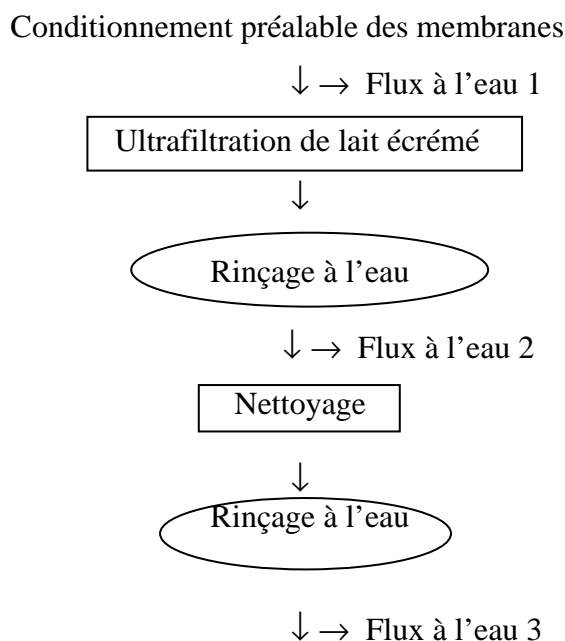 Conditionnement préalable des membranes
↓ → Flux à l’eau 1
Ultrafiltration de lait écrémé
↓
Rinçage à l’eau
↓ → Flux à l’eau 2
Nettoyage
↓
Rinçage à l’eau
↓ → Flux à l’eau 3